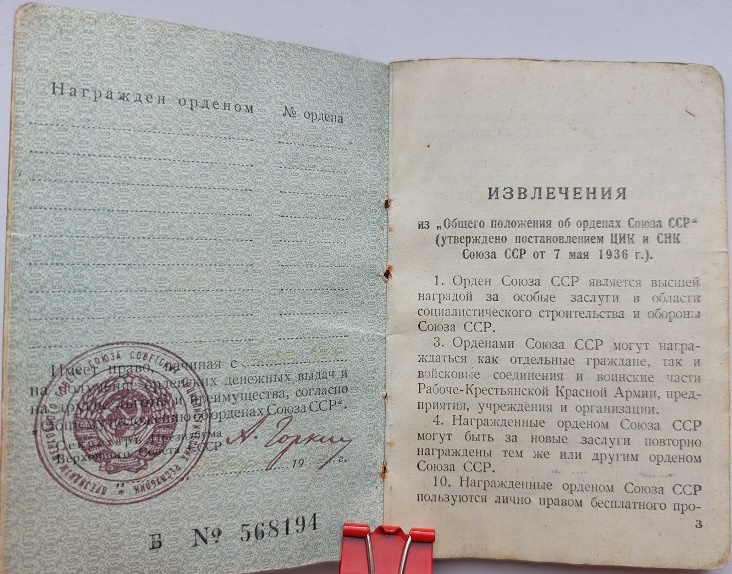 Награжден орденом № ордена
Имеет право, начиная с
на получение орденских денежных выдач и
на другие льготы и преимущества, согласно
„Общему положению об орденах Союза ССР“.
Секретарь Президиума
Верховного Совета СССР А. Горкин
19 г.
Б № 568194
ИЗВЛЕЧЕНИЯ
из „Общего положения об орденах Союза ССР“
(утверждено постановлением ЦИК и СНК
Союза ССР от 7 мая 1936 г.).
1. Орден Союза ССР является высшей
наградой за особые заслуги в области
социалистического строительства и обороны
Союза ССР.
3. Орденами Союза ССР могут награ-
ждаться как отдельные граждане, так и
войсковые соединения и воинские части
Рабоче-Крестьянской Красной Армии, пред-
приятия, учреждения и организации.
4. Награжденные орденом Союза ССР
могут быть за новые заслуги повторно
награждены тем же или другим орденом
Союза ССР.
10. Награжденные орденом Союза ССР
пользуются лично правом бесплатного про-
3